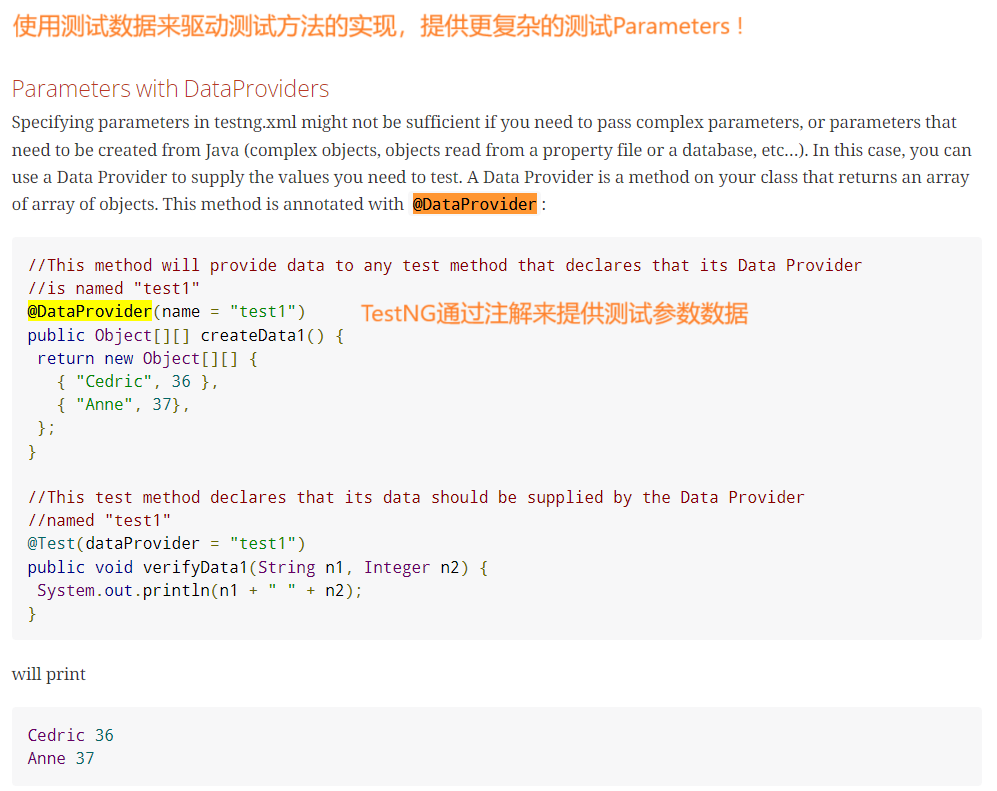 使用测试数据来驱动测试方法的实现，提供更复杂的测试Parameters！
Parameters with DataProviders
Specifying parameters in testng.xml might not be sufficient if you need to pass complex parameters, or parameters that
need to be created from Java (complex objects, objects read from a property file or a database, etc…). In this case, you can
use a Data Provider to supply the values you need to test. A Data Provider is a method on your class that returns an array
of array of objects. This method is annotated with @DataProvider :
//This method will provide data to any test method that declares that its Data Provider
//is named "test1"
@DataProvider(name = "test1")
TestNG通过注解来提供测试参数数据
public Object[][] createData1() {
 return new Object[][] {
   { "Cedric", 36 },
   { "Anne", 37},
 };
}
//This test method declares that its data should be supplied by the Data Provider
//named "test1"
@Test(dataProvider = "test1")
public void verifyData1(String n1, Integer n2) {
 System.out.println(n1 + " " + n2);
}
will print
Cedric 36
Anne 37